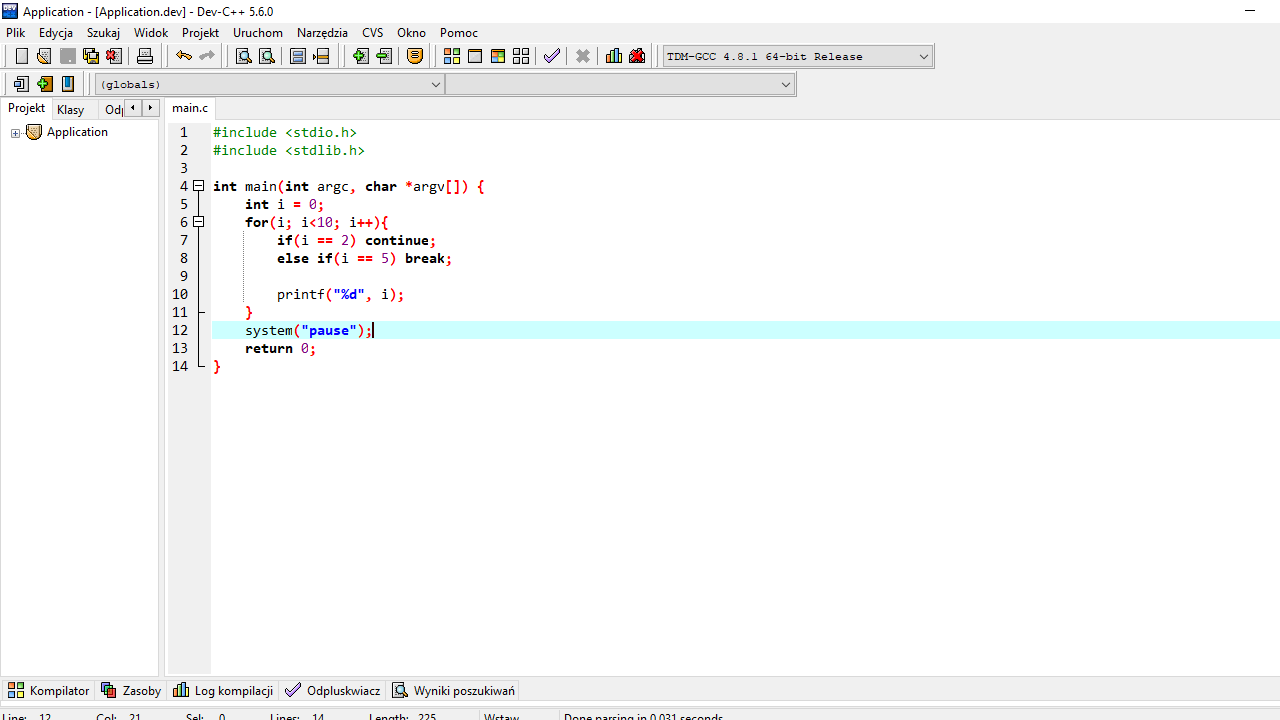 Application - [Application.dev] - Dev-C++ 5.6.0
Plik Edycja Szukaj Widok Projekt Uruchom Narzędzia CVS Okno Pomoc
TDM-GCC 4.8.1 64-bit Release
(globals)
Projekt Klasy Odp main.c
Application
1 #include <stdio.h>
2 #include <stdlib.h>
3
4 int main(int argc, char *argv[]) {
5 int i = 0;
6 for(i; i<10; i++){
7 if(i == 2) continue;
8 else if(i == 5) break;
9
10 printf("%d", i);
11 }
12 system("pause");
13 return 0;
14 }
Kompilator Zasoby Log kompilacji Odpluskwiacz Wyniki poszukiwań
Line: 12 Col: 21 Sel: 0 Lines: 14 Length: 225 Wstaw Done parsing in 0.031 seconds